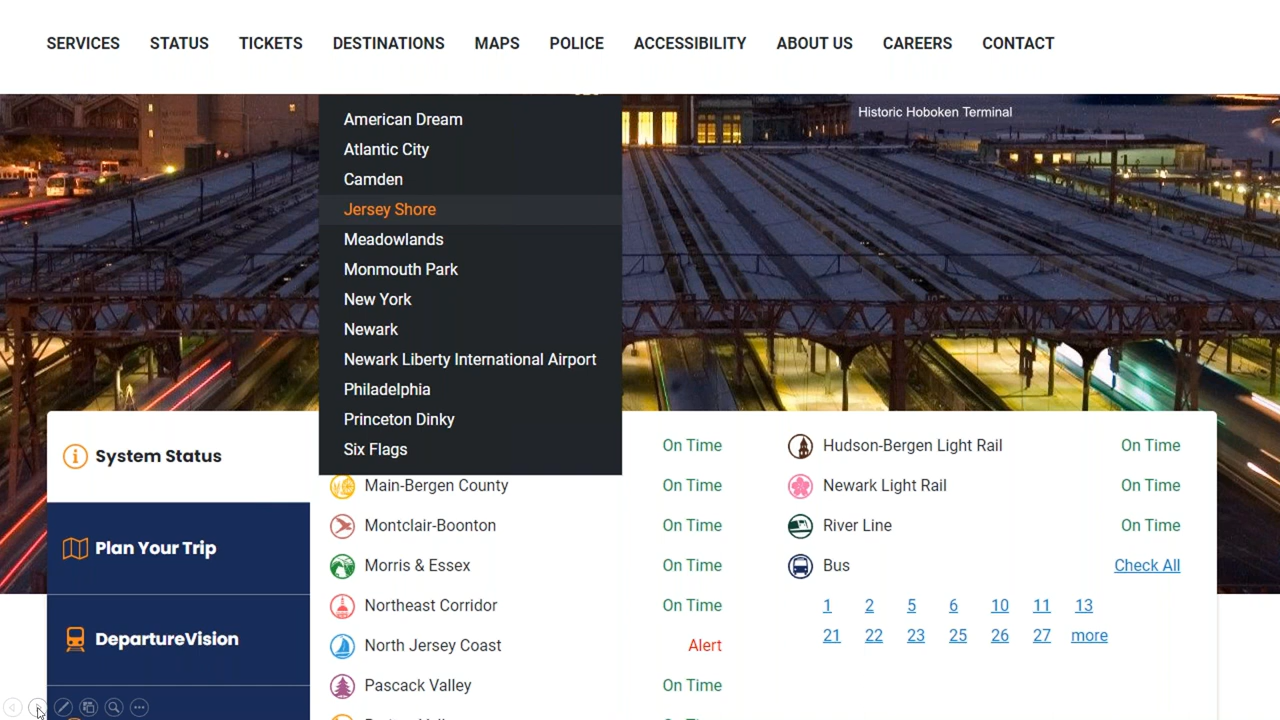 SERVICES STATUS TICKETS DESTINATIONS MAPS POLICE ACCESSIBILITY ABOUT US CAREERS CONTACT
Historic Hoboken Terminal
American Dream
Atlantic City
Camden
Jersey Shore
Meadowlands
Monmouth Park
New York
Newark
Newark Liberty International Airport
Philadelphia
Princeton Dinky
Six Flags
System Status
Plan Your Trip
DepartureVision
On Time
Main-Bergen County On Time
Montclair-Boonton On Time
Morris & Essex On Time
Northeast Corridor On Time
North Jersey Coast Alert
Pascack Valley On Time
Hudson-Bergen Light Rail On Time
Newark Light Rail On Time
River Line On Time
Bus Check All
1 2 5 6 10 11 13
21 22 23 25 26 27 more